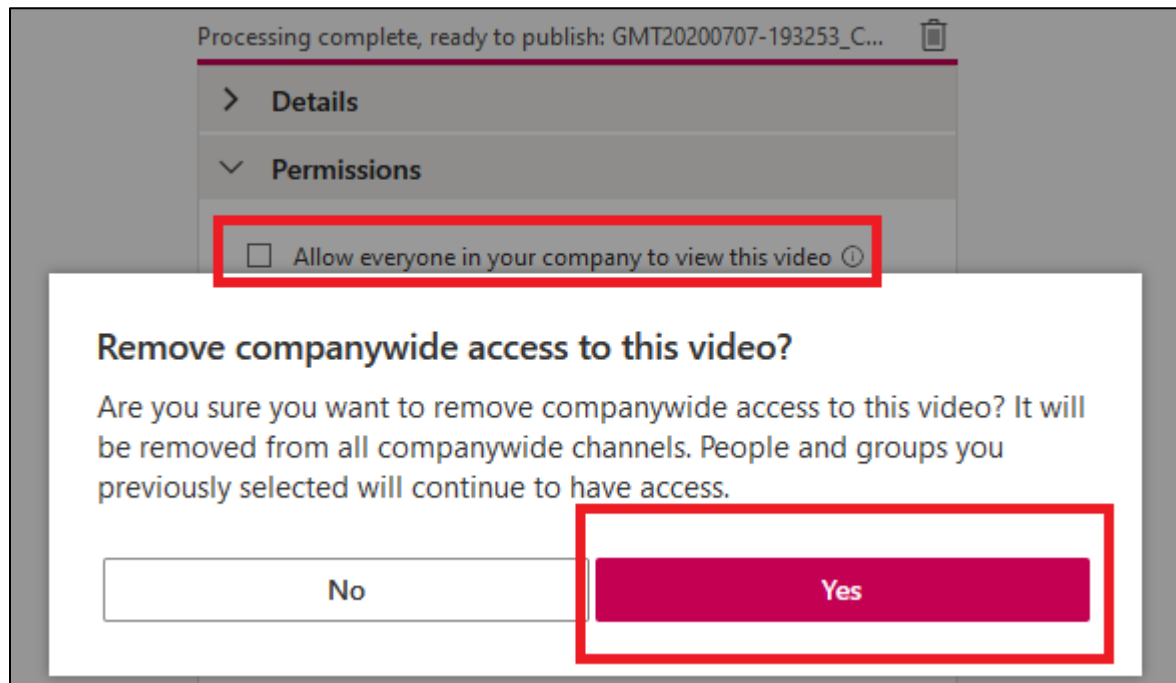 Processing complete, ready to publish: GMT20200707-193253_C...
Details
Permissions
Allow everyone in your company to view this video
Remove companywide access to this video?
Are you sure you want to remove companywide access to this video? It will
be removed from all companywide channels. People and groups you
previously selected will continue to have access.
No
Yes